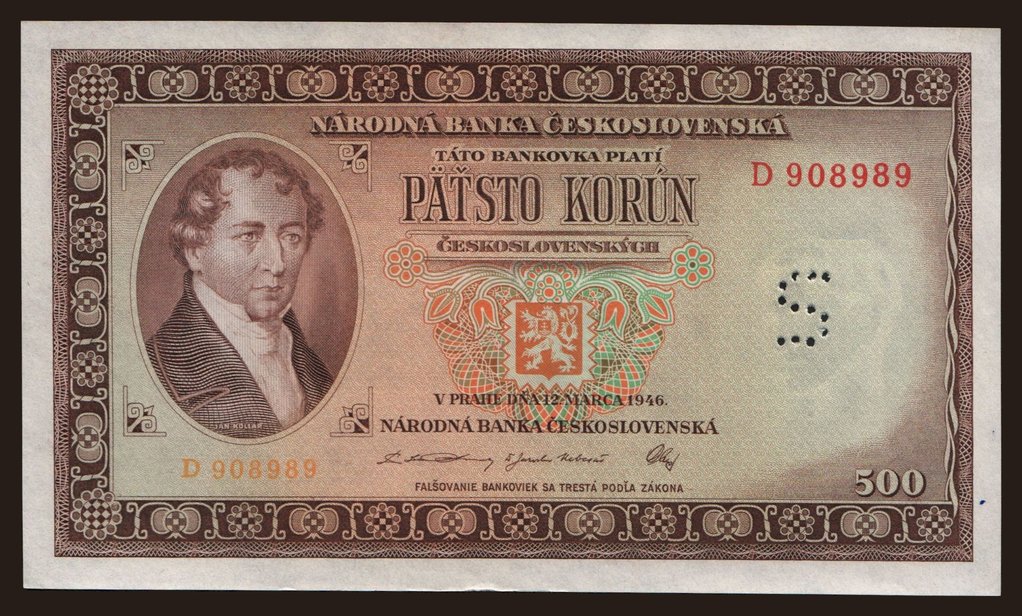 NÁRODNÁ BANKA ČESKOSLOVENSKÁ
TÁTO BANKOVKA PLATÍ
D 908989
PÄŤSTO KORÚN
ČESKOSLOVENSKÝCH
S
V PRAHE DŇA 12. MARCA 1946.
JÁN KOLLÁR
NÁRODNÁ BANKA ČESKOSLOVENSKÁ
D 908989
500
FALŠOVANIE BANKOVIEK SA TRESTÁ PODĽA ZÁKONA